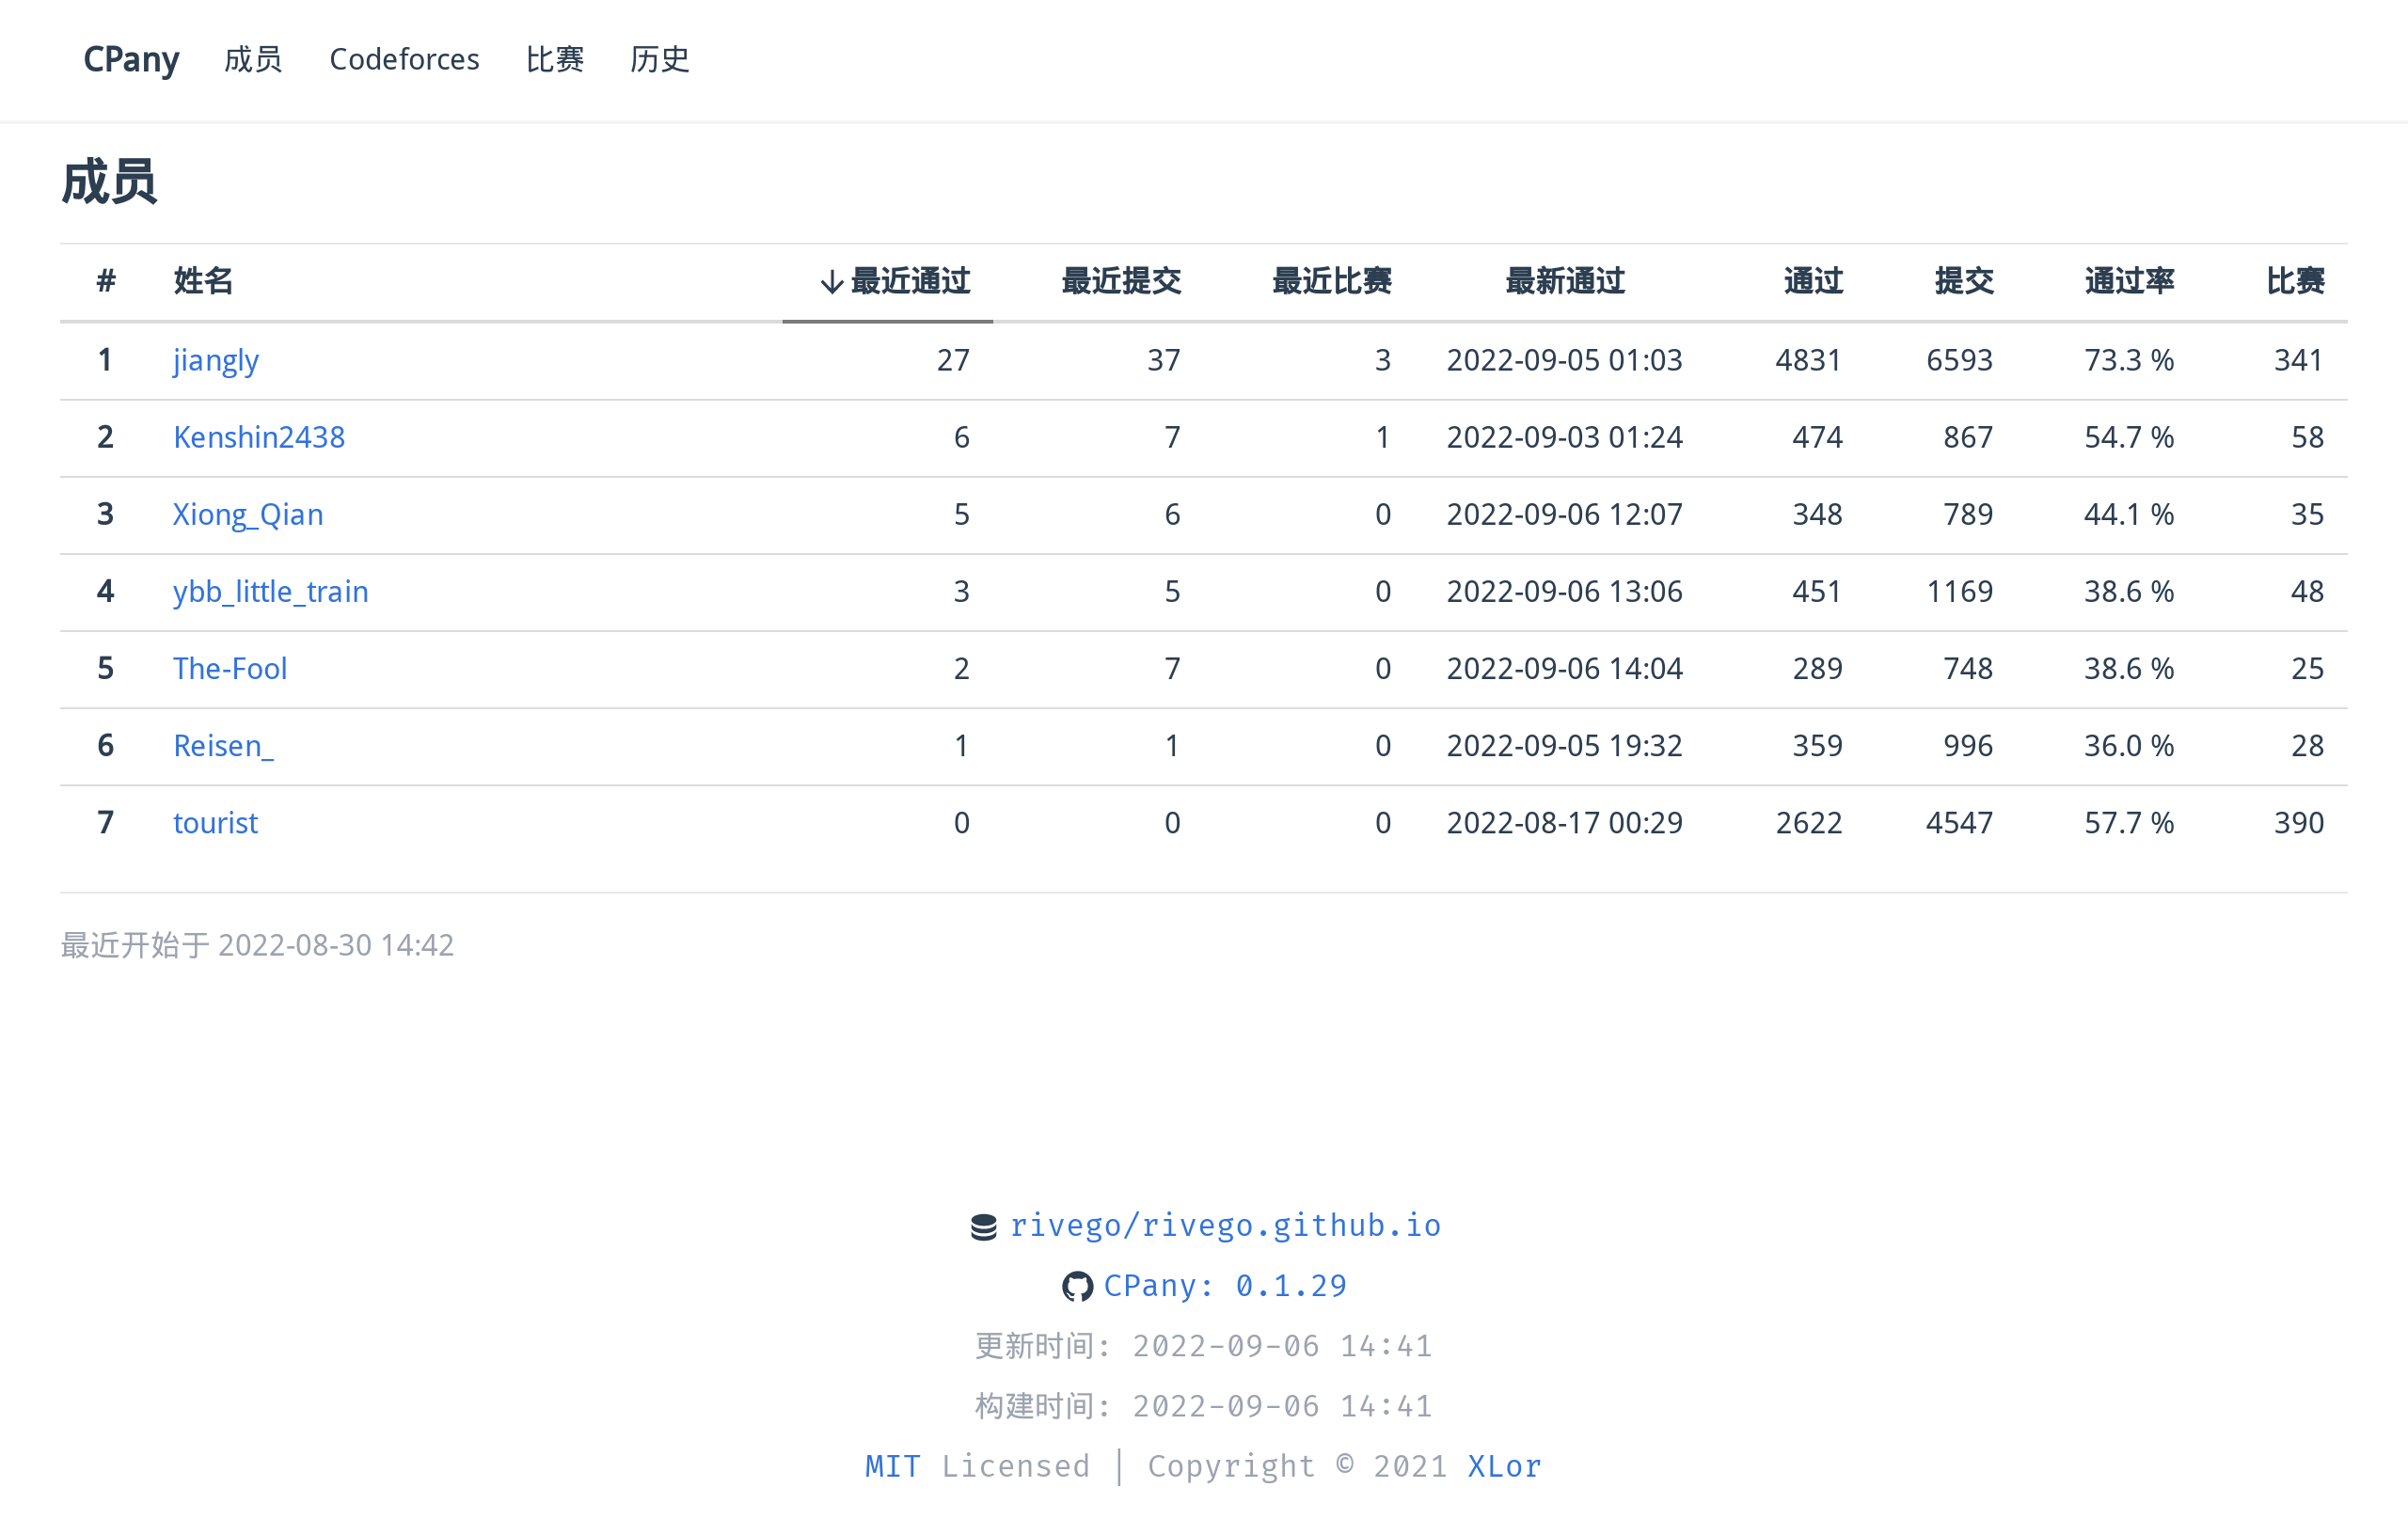 CPany 成员 Codeforces 比赛 历史
成员
# 姓名 ↓最近通过 最近提交 最近比赛 最新通过 通过 提交 通过率 比赛
1 jiangly 27 37 3 2022-09-05 01:03 4831 6593 73.3 % 341
2 Kenshin2438 6 7 1 2022-09-03 01:24 474 867 54.7 % 58
3 Xiong_Qian 5 6 0 2022-09-06 12:07 348 789 44.1 % 35
4 ybb_little_train 3 5 0 2022-09-06 13:06 451 1169 38.6 % 48
5 The-Fool 2 7 0 2022-09-06 14:04 289 748 38.6 % 25
6 Reisen_ 1 1 0 2022-09-05 19:32 359 996 36.0 % 28
7 tourist 0 0 0 2022-08-17 00:29 2622 4547 57.7 % 390
最近开始于 2022-08-30 14:42
rivego/rivego.github.io
CPany: 0.1.29
更新时间: 2022-09-06 14:41
构建时间: 2022-09-06 14:41
MIT Licensed | Copyright © 2021 XLor